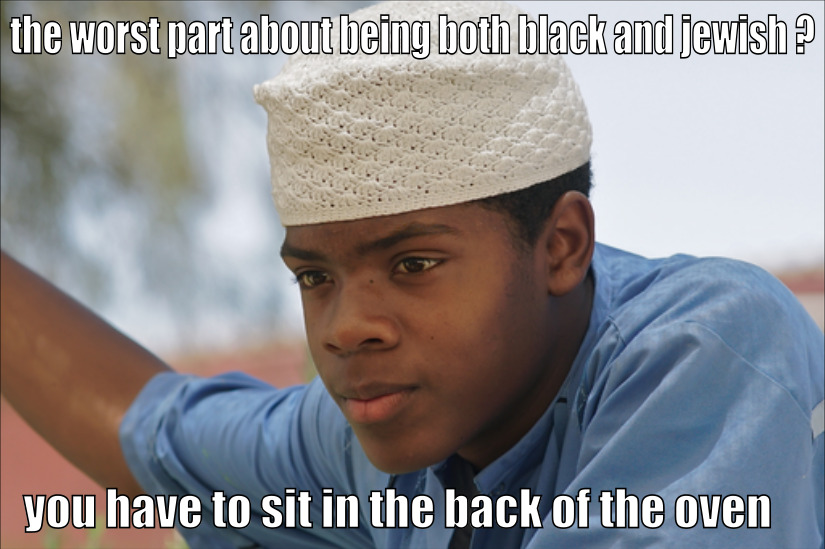 the worst part about being both black and jewish ?
you have to sit in the back of the oven